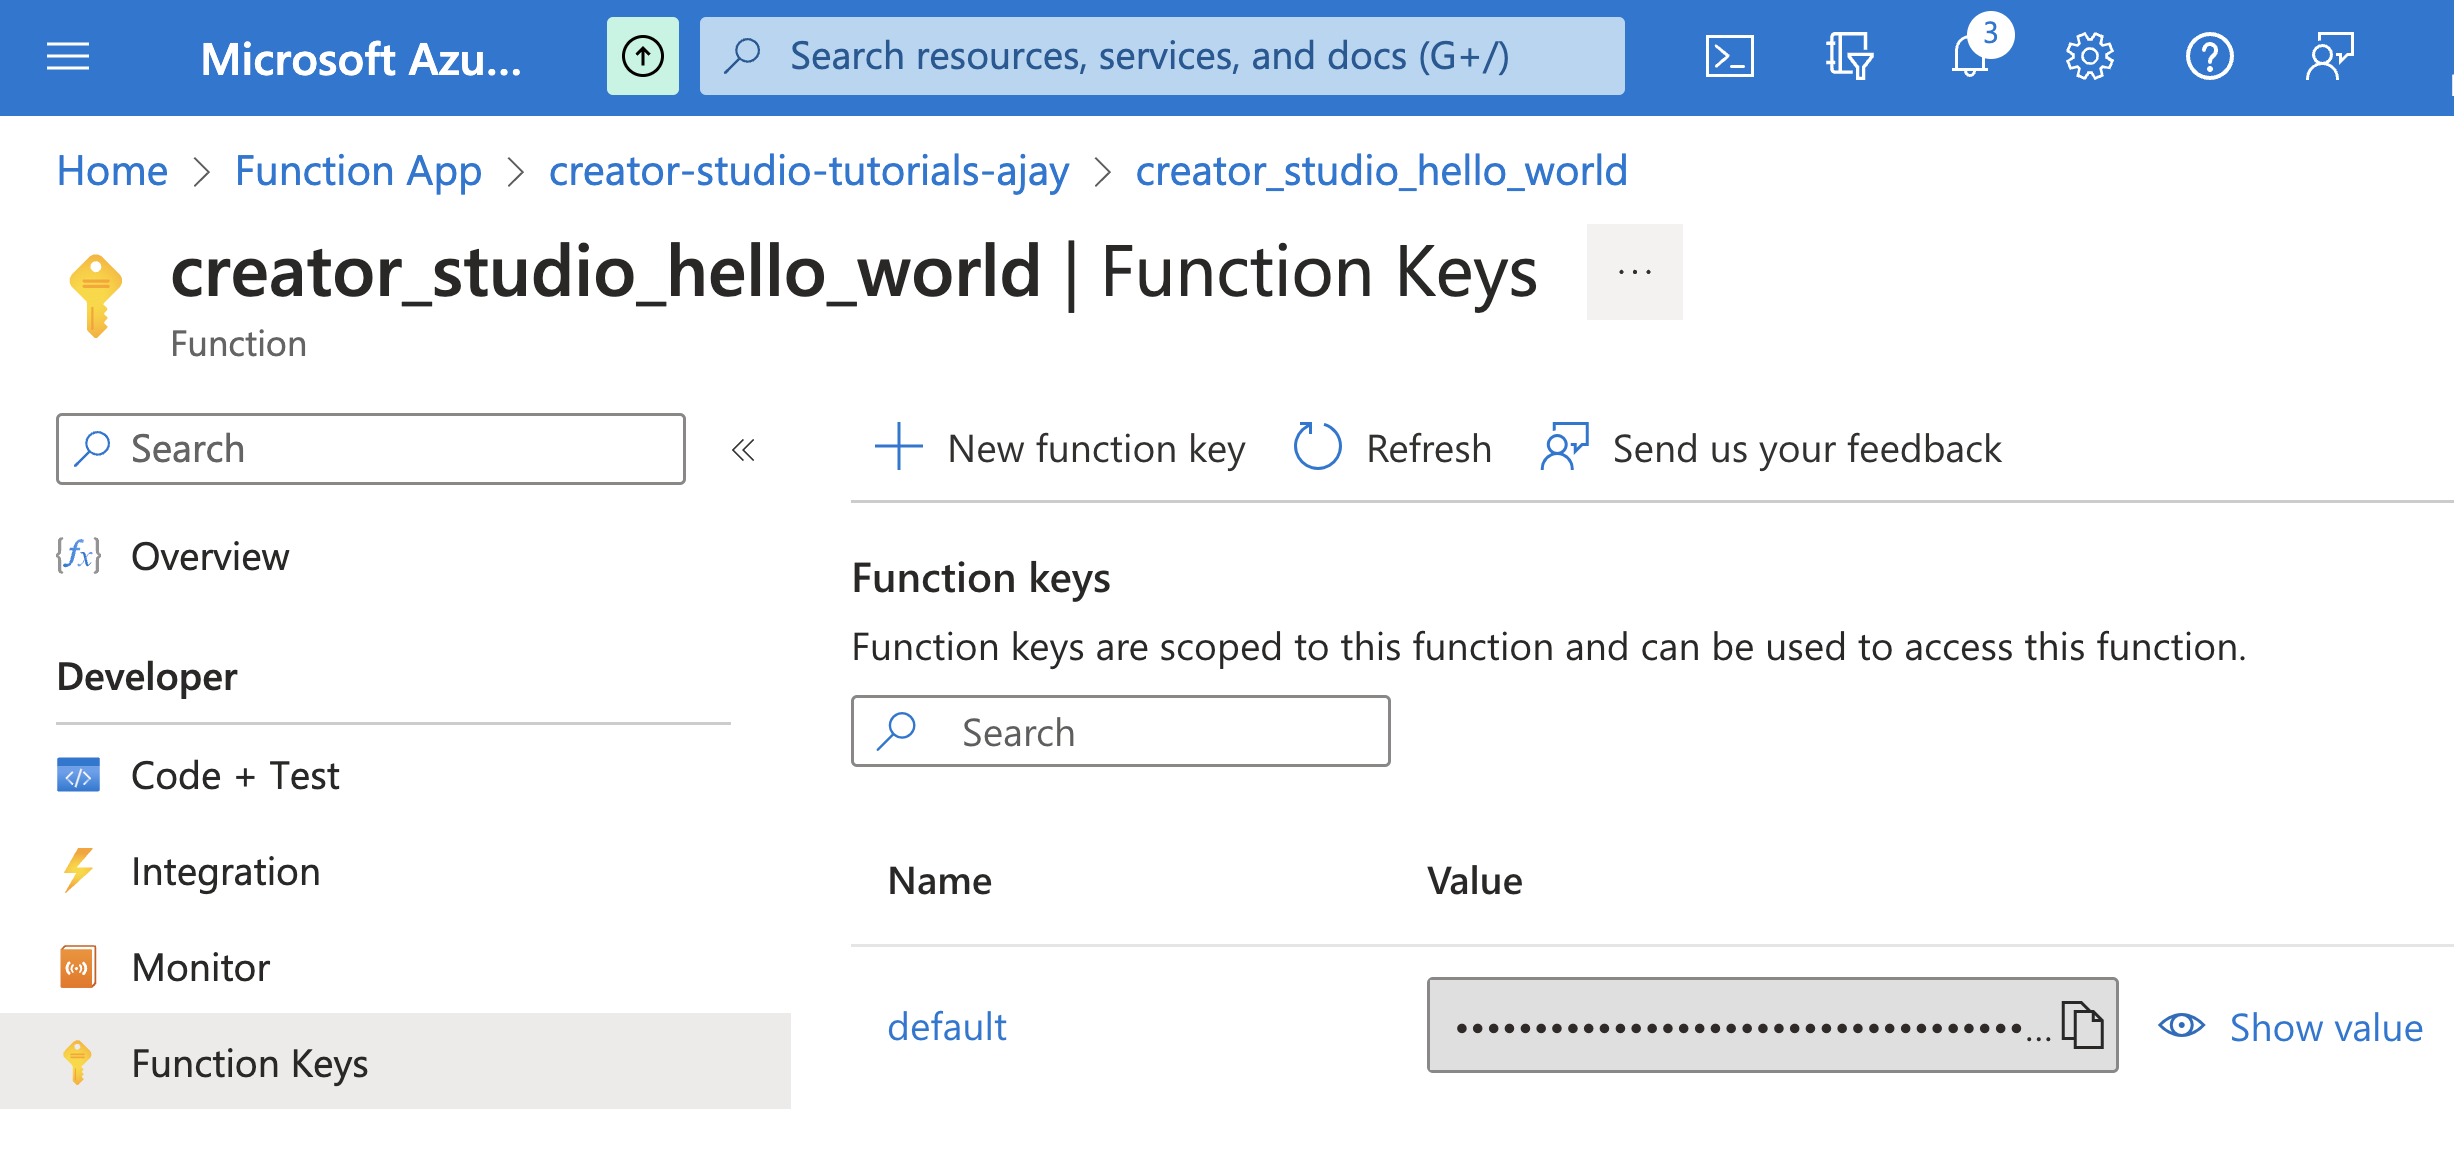 Microsoft Azu...
Search resources, services, and docs (G+/)
3
Home > Function App > creator-studio-tutorials-ajay > creator_studio_hello_world
creator_studio_hello_world | Function Keys ...
Function
Search
«
New function key
Refresh
Send us your feedback
Overview
Function keys
Function keys are scoped to this function and can be used to access this function.
Search
Developer
Code + Test
Integration
Monitor
Function Keys
Name
Value
default
••••••••••••••••••••••••••••••••••••...
Show value